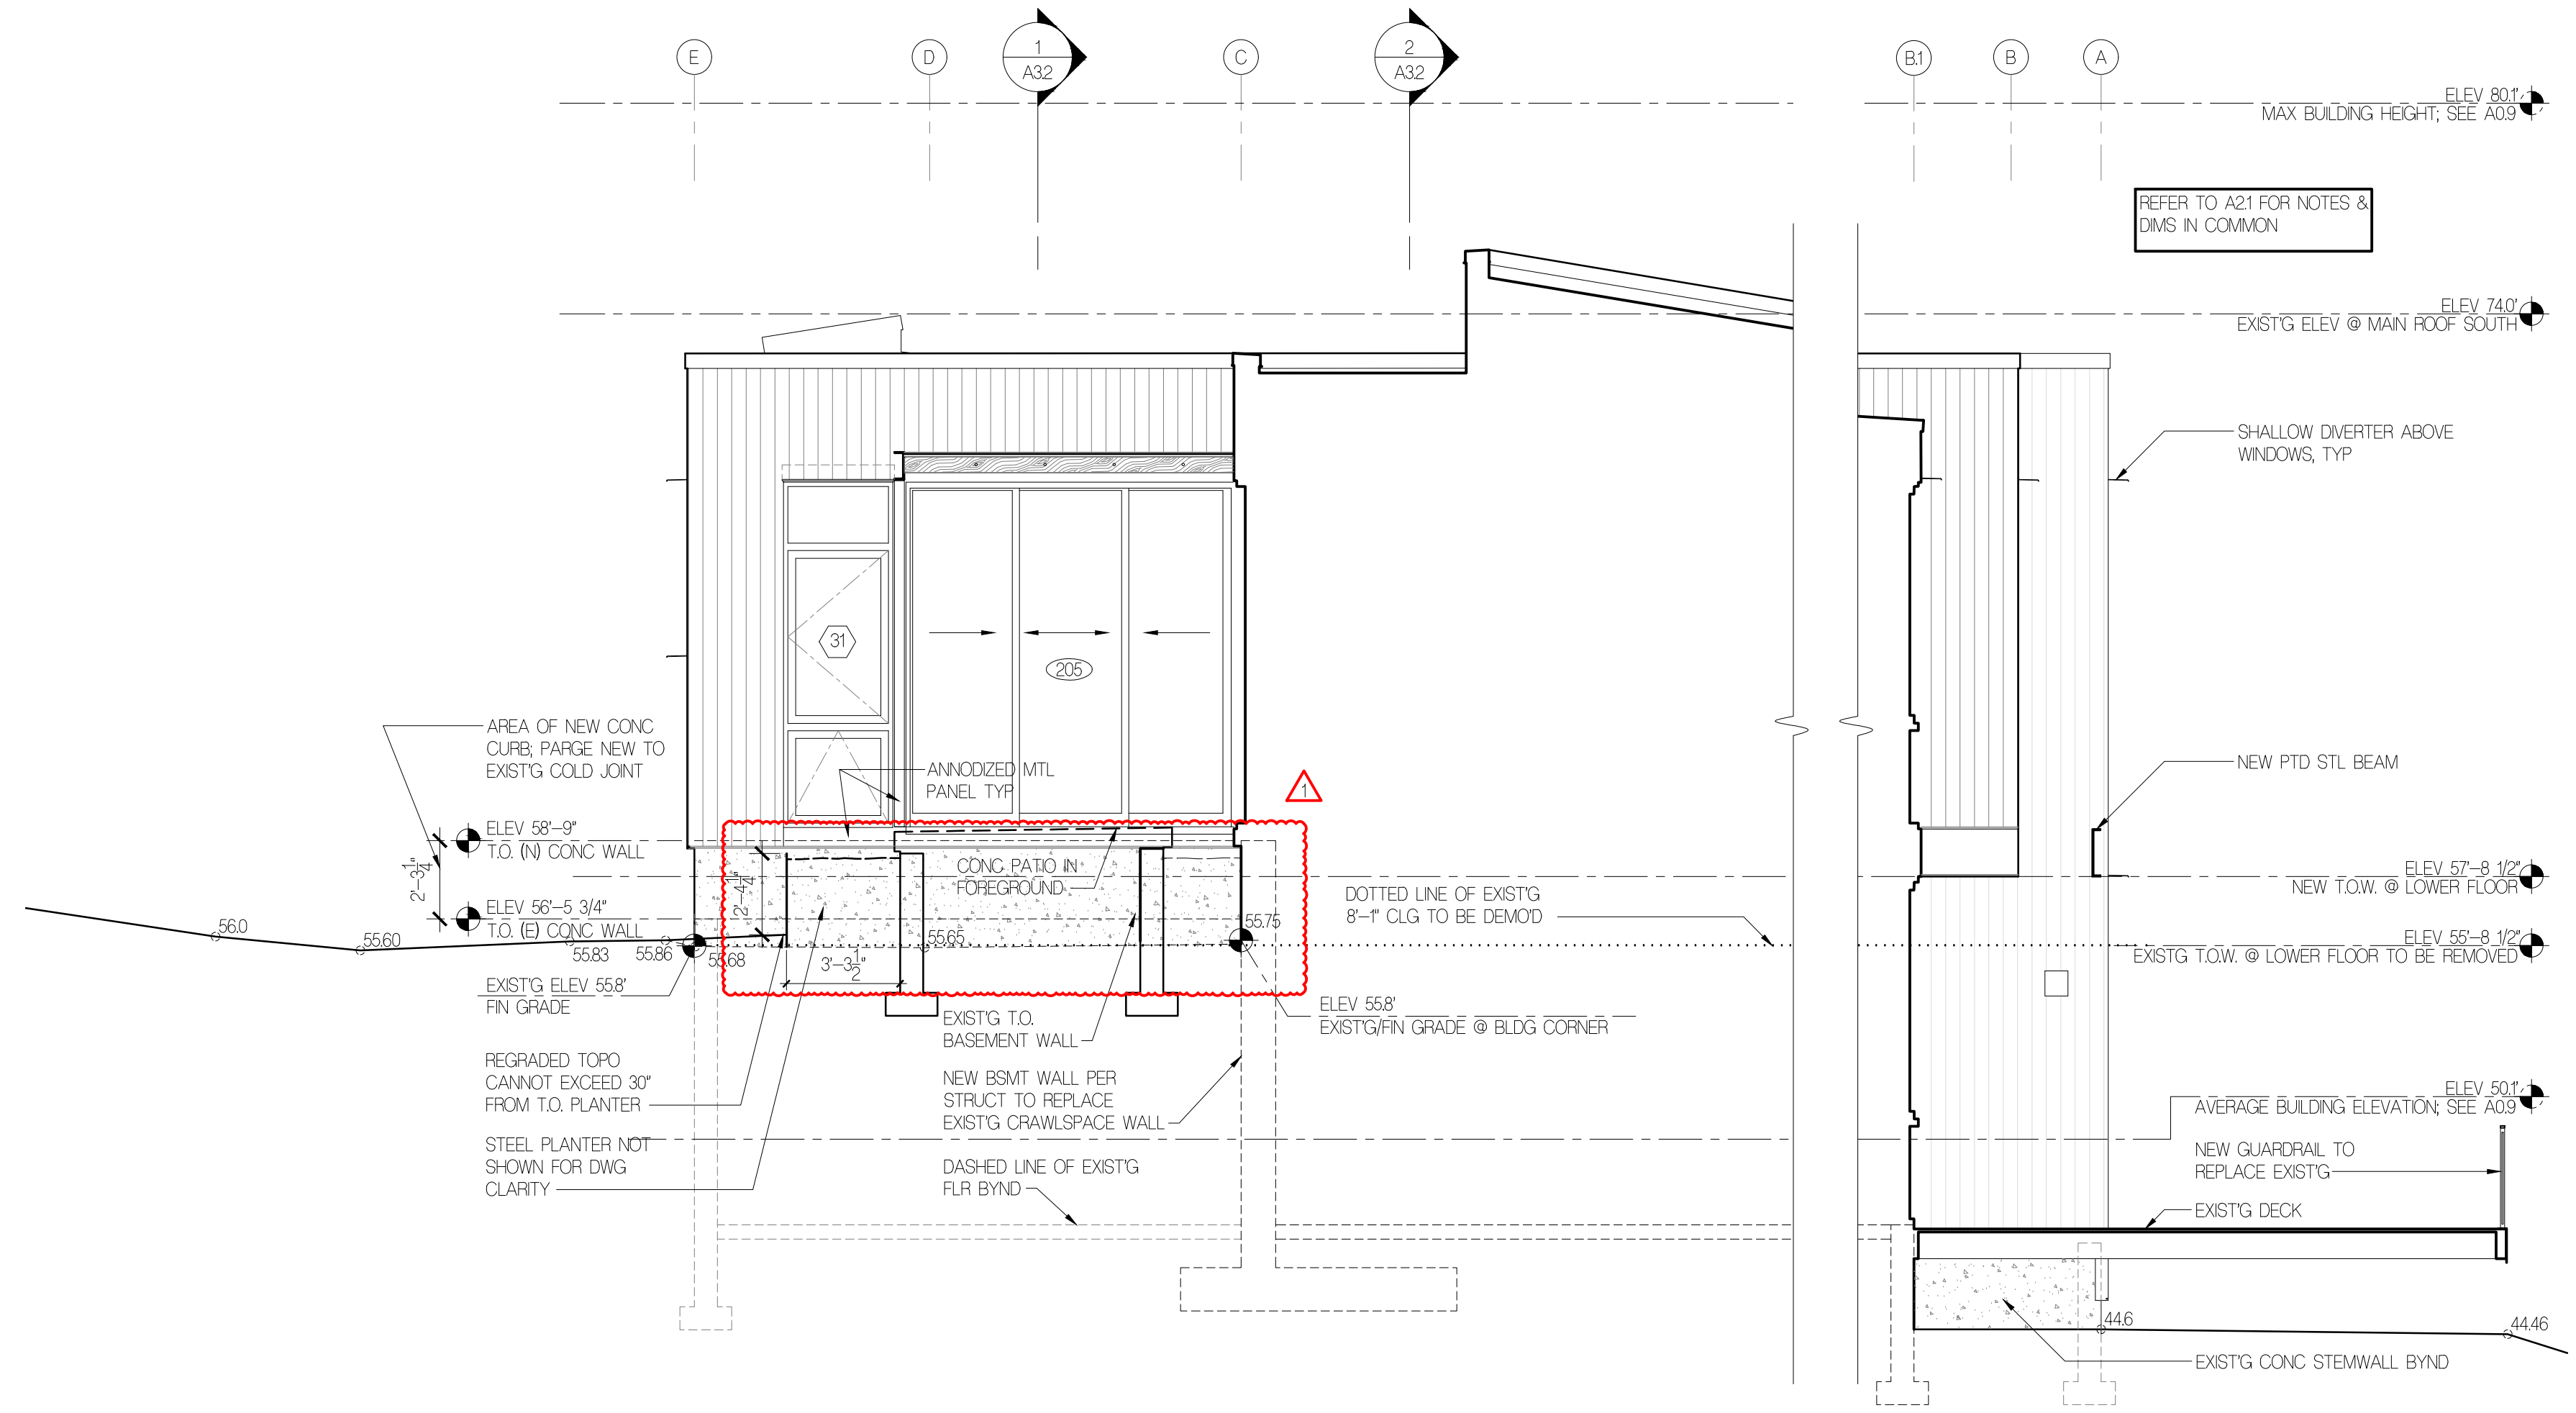 E
D
1
A3.2
C
2
A3.2
B.1
B
A
ELEV 80.1'
MAX BUILDING HEIGHT; SEE A0.9
REFER TO A2.1 FOR NOTES &
DIMS IN COMMON
ELEV 74.0'
EXIST'G ELEV @ MAIN ROOF SOUTH
SHALLOW DIVERTER ABOVE
WINDOWS, TYP
31
205
AREA OF NEW CONC
CURB; PARGE NEW TO
EXIST'G COLD JOINT
ANNODIZED MTL
PANEL TYP
1
NEW PTD STL BEAM
ELEV 58'-9"
T.O. (N) CONC WALL
2'-3 1/4"
2'-4 1/4"
CONC PATIO IN
FOREGROUND
ELEV 57'-8 1/2"
NEW T.O.W. @ LOWER FLOOR
DOTTED LINE OF EXIST'G
8'-1" CLG TO BE DEMO'D
ELEV 56'-5 3/4"
T.O. (E) CONC WALL
56.0
55.60
55.83
55.86
55.68
55.65
55.75
3'-3 1/2"
ELEV 55'-8 1/2"
EXISTG T.O.W. @ LOWER FLOOR TO BE REMOVED
EXIST'G ELEV 55.8'
FIN GRADE
ELEV 55.8'
EXIST'G/FIN GRADE @ BLDG CORNER
EXIST'G T.O.
BASEMENT WALL
REGRADED TOPO
CANNOT EXCEED 30"
FROM T.O. PLANTER
NEW BSMT WALL PER
STRUCT TO REPLACE
EXIST'G CRAWLSPACE WALL
ELEV 50.1'
AVERAGE BUILDING ELEVATION; SEE A0.9
STEEL PLANTER NOT
SHOWN FOR DWG
CLARITY
DASHED LINE OF EXIST'G
FLR BYND
NEW GUARDRAIL TO
REPLACE EXIST'G
EXIST'G DECK
44.6
44.46
EXIST'G CONC STEMWALL BYND